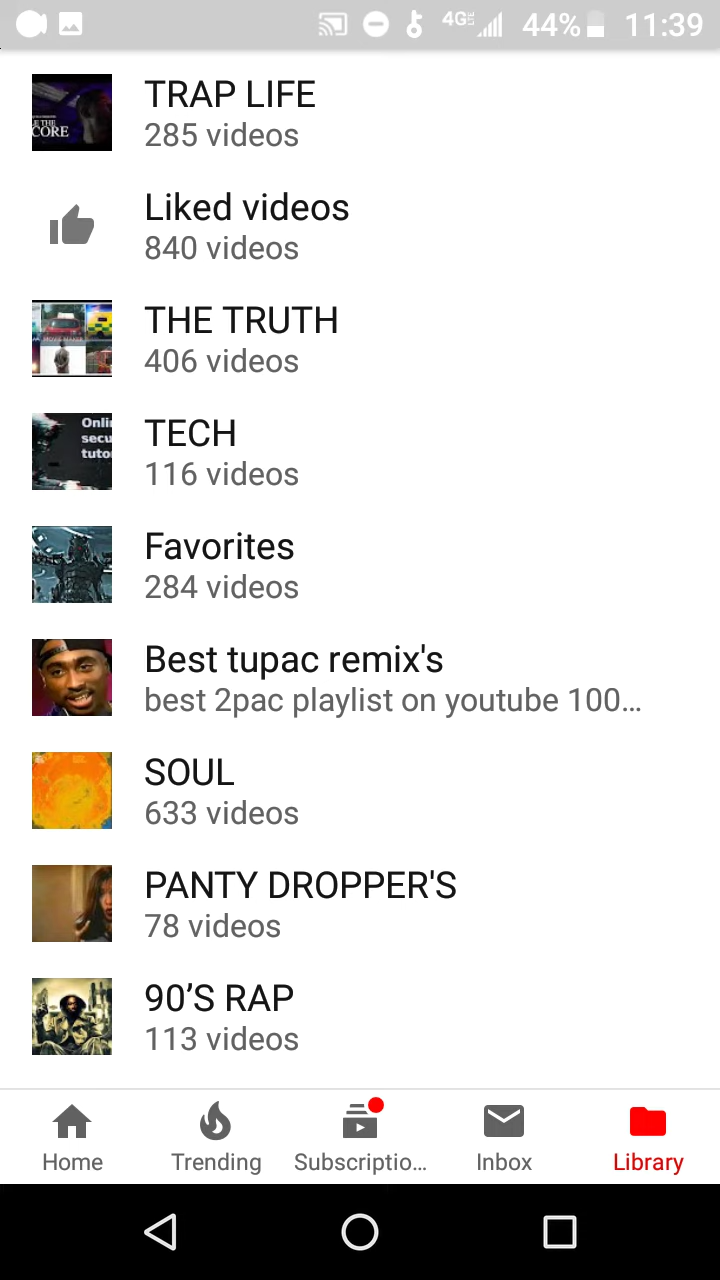 4G LTE 44% 11:39
TRAP LIFE
285 videos
Liked videos
840 videos
THE TRUTH
406 videos
TECH
116 videos
Favorites
284 videos
Best tupac remix's
best 2pac playlist on youtube 100…
SOUL
633 videos
PANTY DROPPER'S
78 videos
90’S RAP
113 videos
Home Trending Subscriptio… Inbox Library